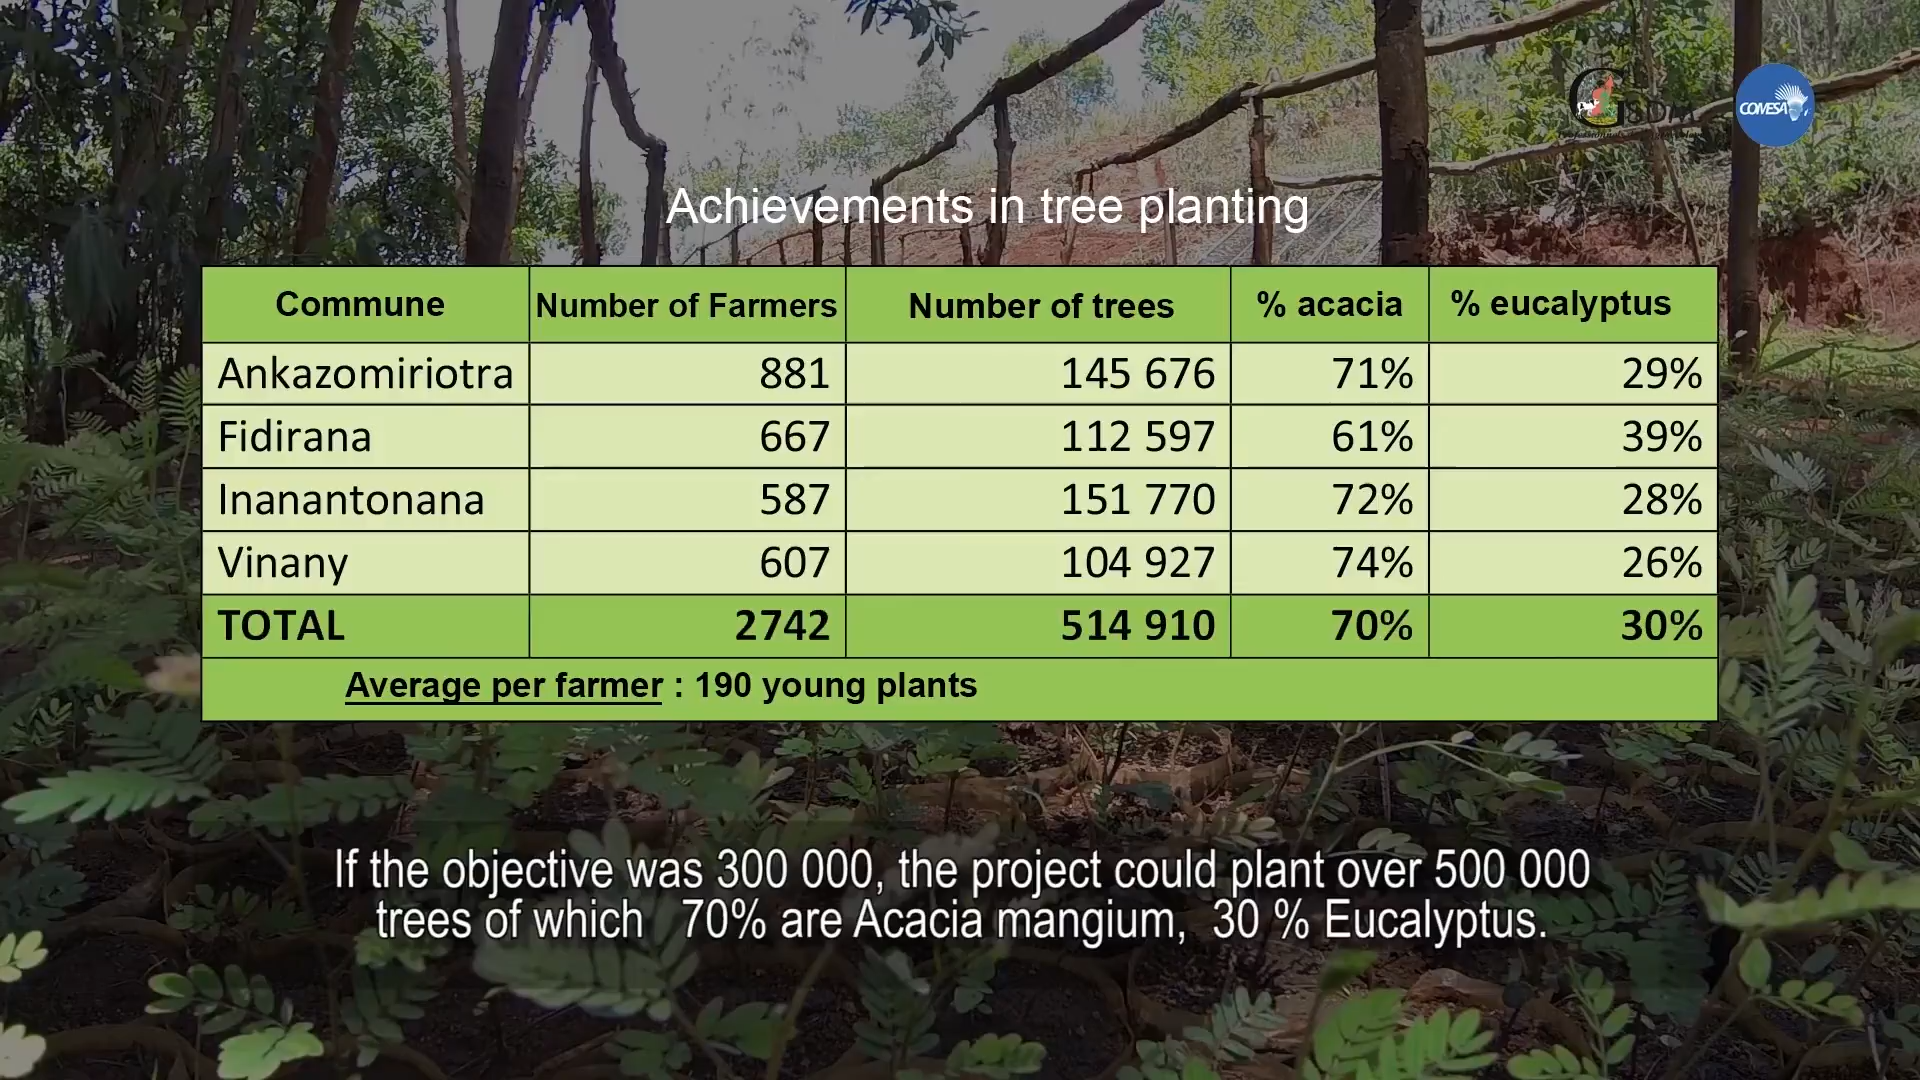 GSDM
COMESA
Achievements in tree planting
Commune Number of Farmers Number of trees % acacia % eucalyptus
Ankazomiriotra 881 145 676 71% 29%
Fidirana 667 112 597 61% 39%
Inanantonana 587 151 770 72% 28%
Vinany 607 104 927 74% 26%
TOTAL 2742 514 910 70% 30%
Average per farmer : 190 young plants
If the objective was 300 000, the project could plant over 500 000
trees of which 70% are Acacia mangium, 30 % Eucalyptus.